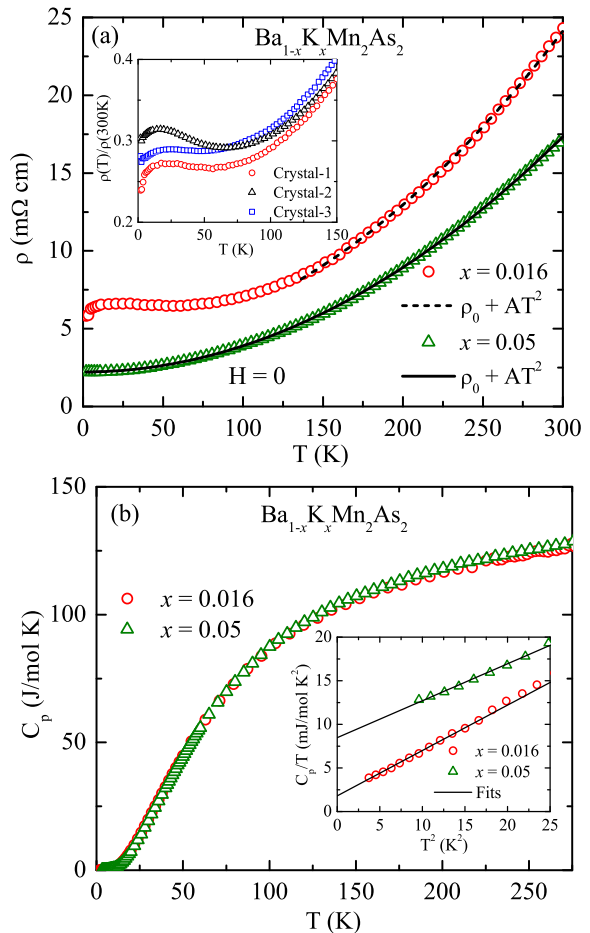 (a)
Ba1-xKxMn2As2
25
20
15
10
5
0
ρ (mΩ cm)
0.4
0.3
0.2
ρ(T)/ρ(300K)
Crystal-1
Crystal-2
Crystal-3
0 50 100 150
T (K)
x = 0.016
ρ0 + AT²
x = 0.05
ρ0 + AT²
H = 0
0 50 100 150 200 250 300
T (K)
(b)
Ba1-xKxMn2As2
150
100
50
0
Cp (J/mol K)
x = 0.016
x = 0.05
20
15
10
5
0
Cp/T (mJ/mol K²)
x = 0.016
x = 0.05
Fits
0 5 10 15 20 25
T² (K²)
0 50 100 150 200 250
T (K)